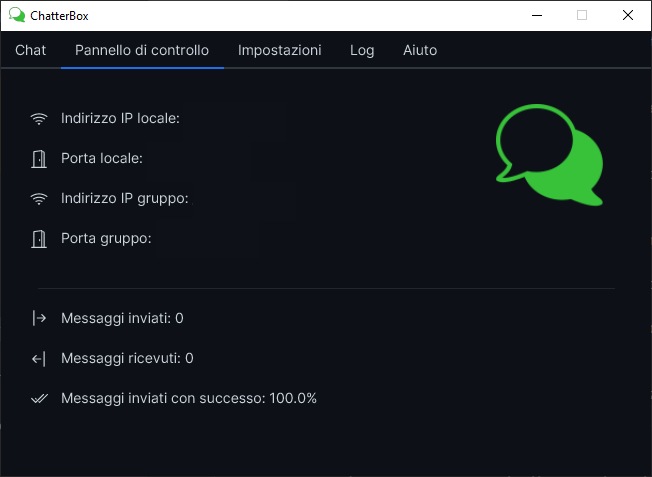 ChatterBox
Chat Pannello di controllo Impostazioni Log Aiuto
Indirizzo IP locale:
Porta locale:
Indirizzo IP gruppo:
Porta gruppo:
Messaggi inviati: 0
Messaggi ricevuti: 0
Messaggi inviati con successo: 100.0%